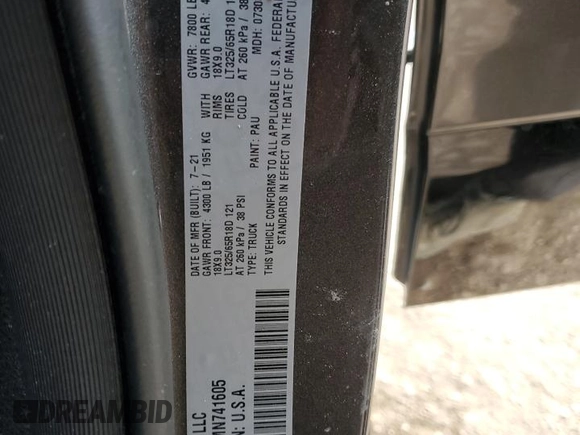 LLC
MN741605
N: U.S.A.
DATE OF MFR (BUILT): 7-21
GAWR FRONT: 4300 LB / 1951 KG WITH
18X9.0 RIMS
LT325/65R18D 121 TIRES
AT 260 kPa / 38 PSI COLD
TYPE: TRUCK PAINT: PAU
THIS VEHICLE CONFORMS TO ALL APPLICABLE U.S.A. FEDERAL
STANDARDS IN EFFECT ON THE DATE OF MANUFACTUR
GVWR: 7800 LB
GAWR REAR: 4
18X9.0
LT325/65R18D 1
AT 260 kPa / 38
MDH: 0730
DREAMBID